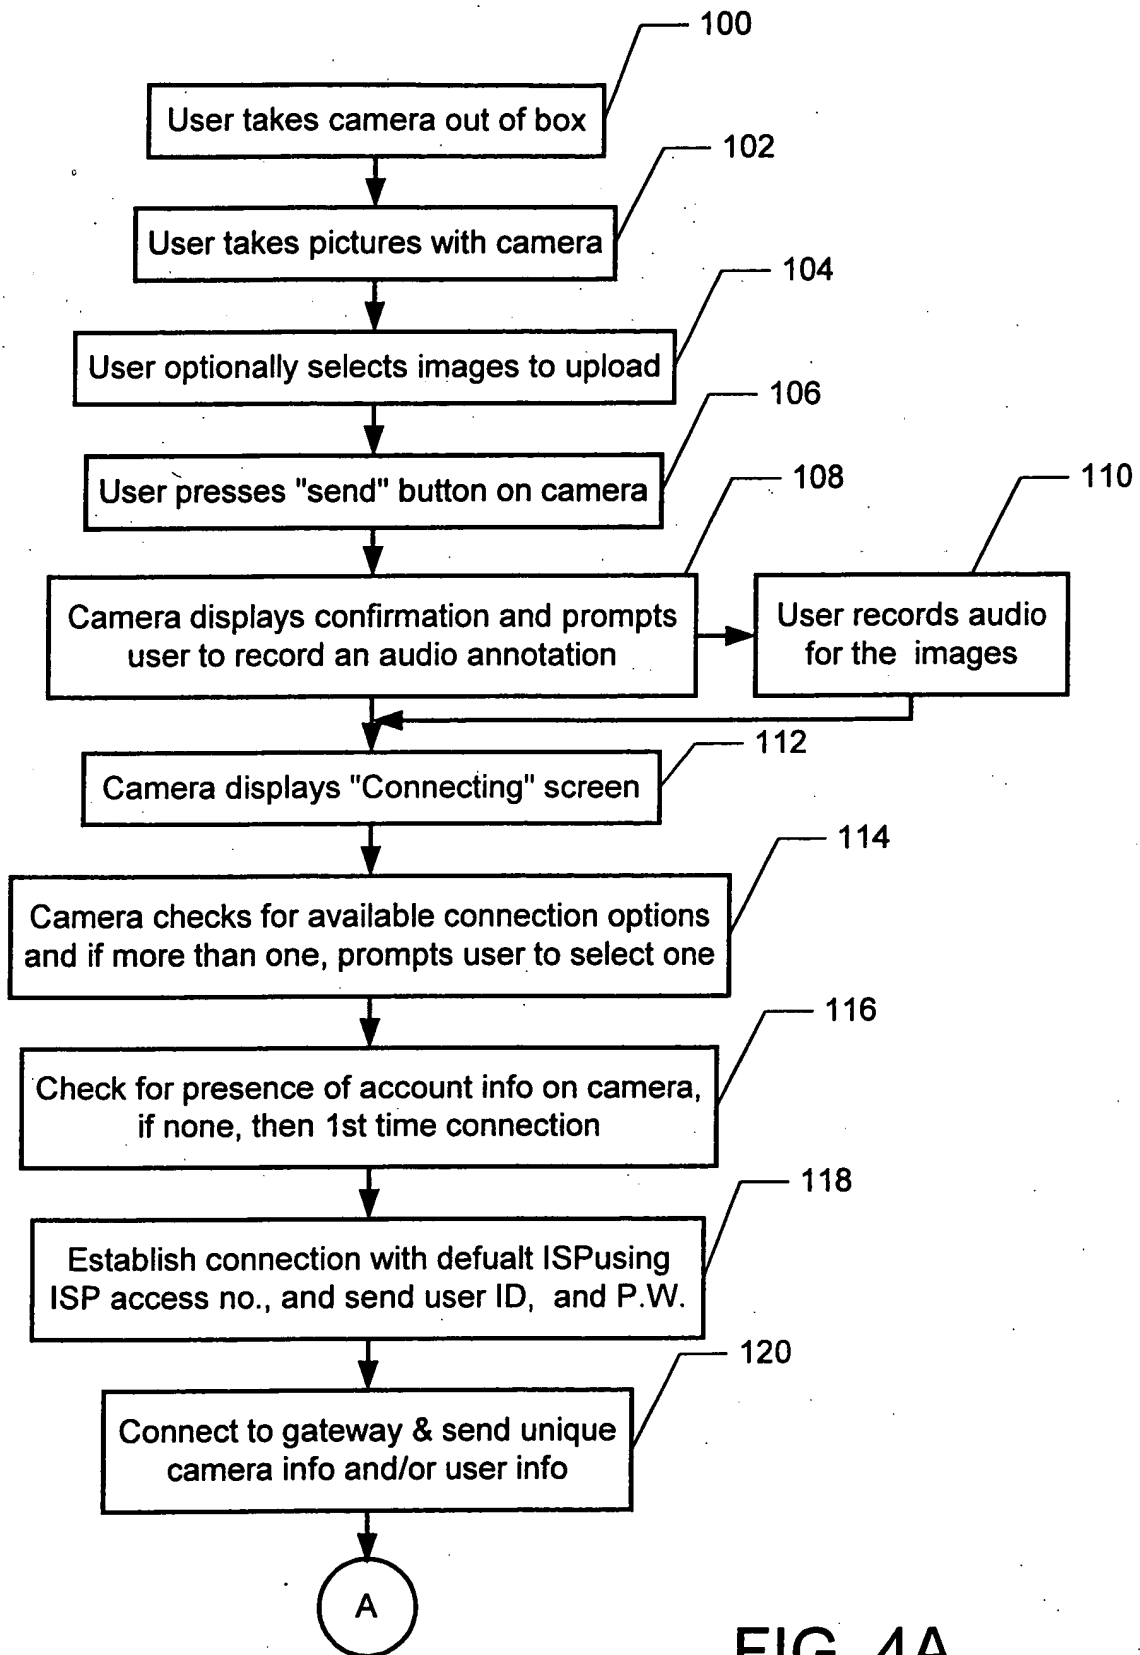 100
User takes camera out of box
102
User takes pictures with camera
104
User optionally selects images to upload
106
User presses "send" button on camera
108
110
Camera displays confirmation and prompts
user to record an audio annotation
User records audio
for the images
112
Camera displays "Connecting" screen
114
Camera checks for available connection options
and if more than one, prompts user to select one
116
Check for presence of account info on camera,
if none, then 1st time connection
118
Establish connection with defualt ISPusing
ISP access no., and send user ID, and P.W.
120
Connect to gateway & send unique
camera info and/or user info
A
FIG. 4A